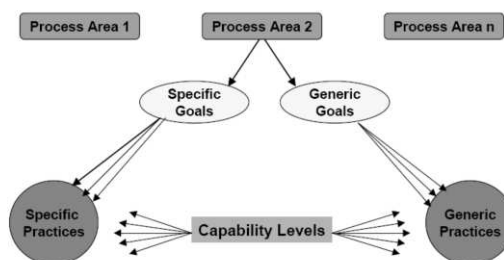 Process Area 1
Process Area 2
Process Area n
Specific
Goals
Generic
Goals
Specific
Practices
Capability Levels
Generic
Practices